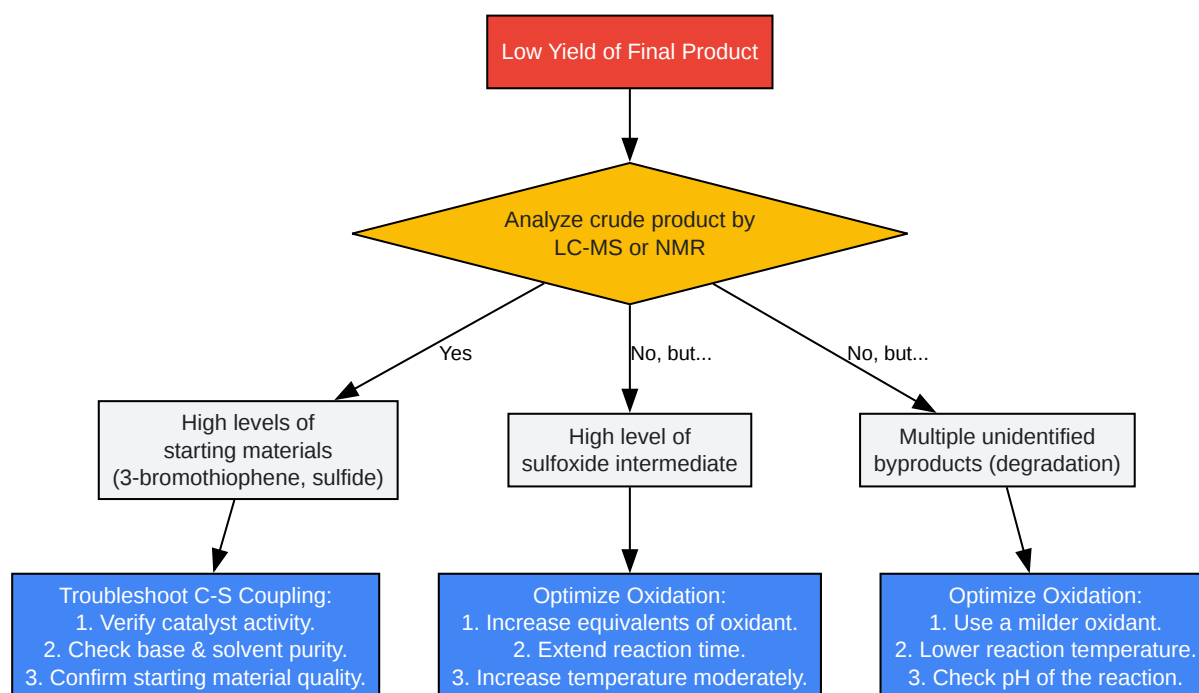 Low Yield of Final Product
Analyze crude product by
LC-MS or NMR
Yes
No, but...
No, but...
High levels of
starting materials
(3-bromothiophene, sulfide)
High level of
sulfoxide intermediate
Multiple unidentified
byproducts (degradation)
Troubleshoot C-S Coupling:
1. Verify catalyst activity.
2. Check base & solvent purity.
3. Confirm starting material quality.
Optimize Oxidation:
1. Increase equivalents of oxidant.
2. Extend reaction time.
3. Increase temperature moderately.
Optimize Oxidation:
1. Use a milder oxidant.
2. Lower reaction temperature.
3. Check pH of the reaction.